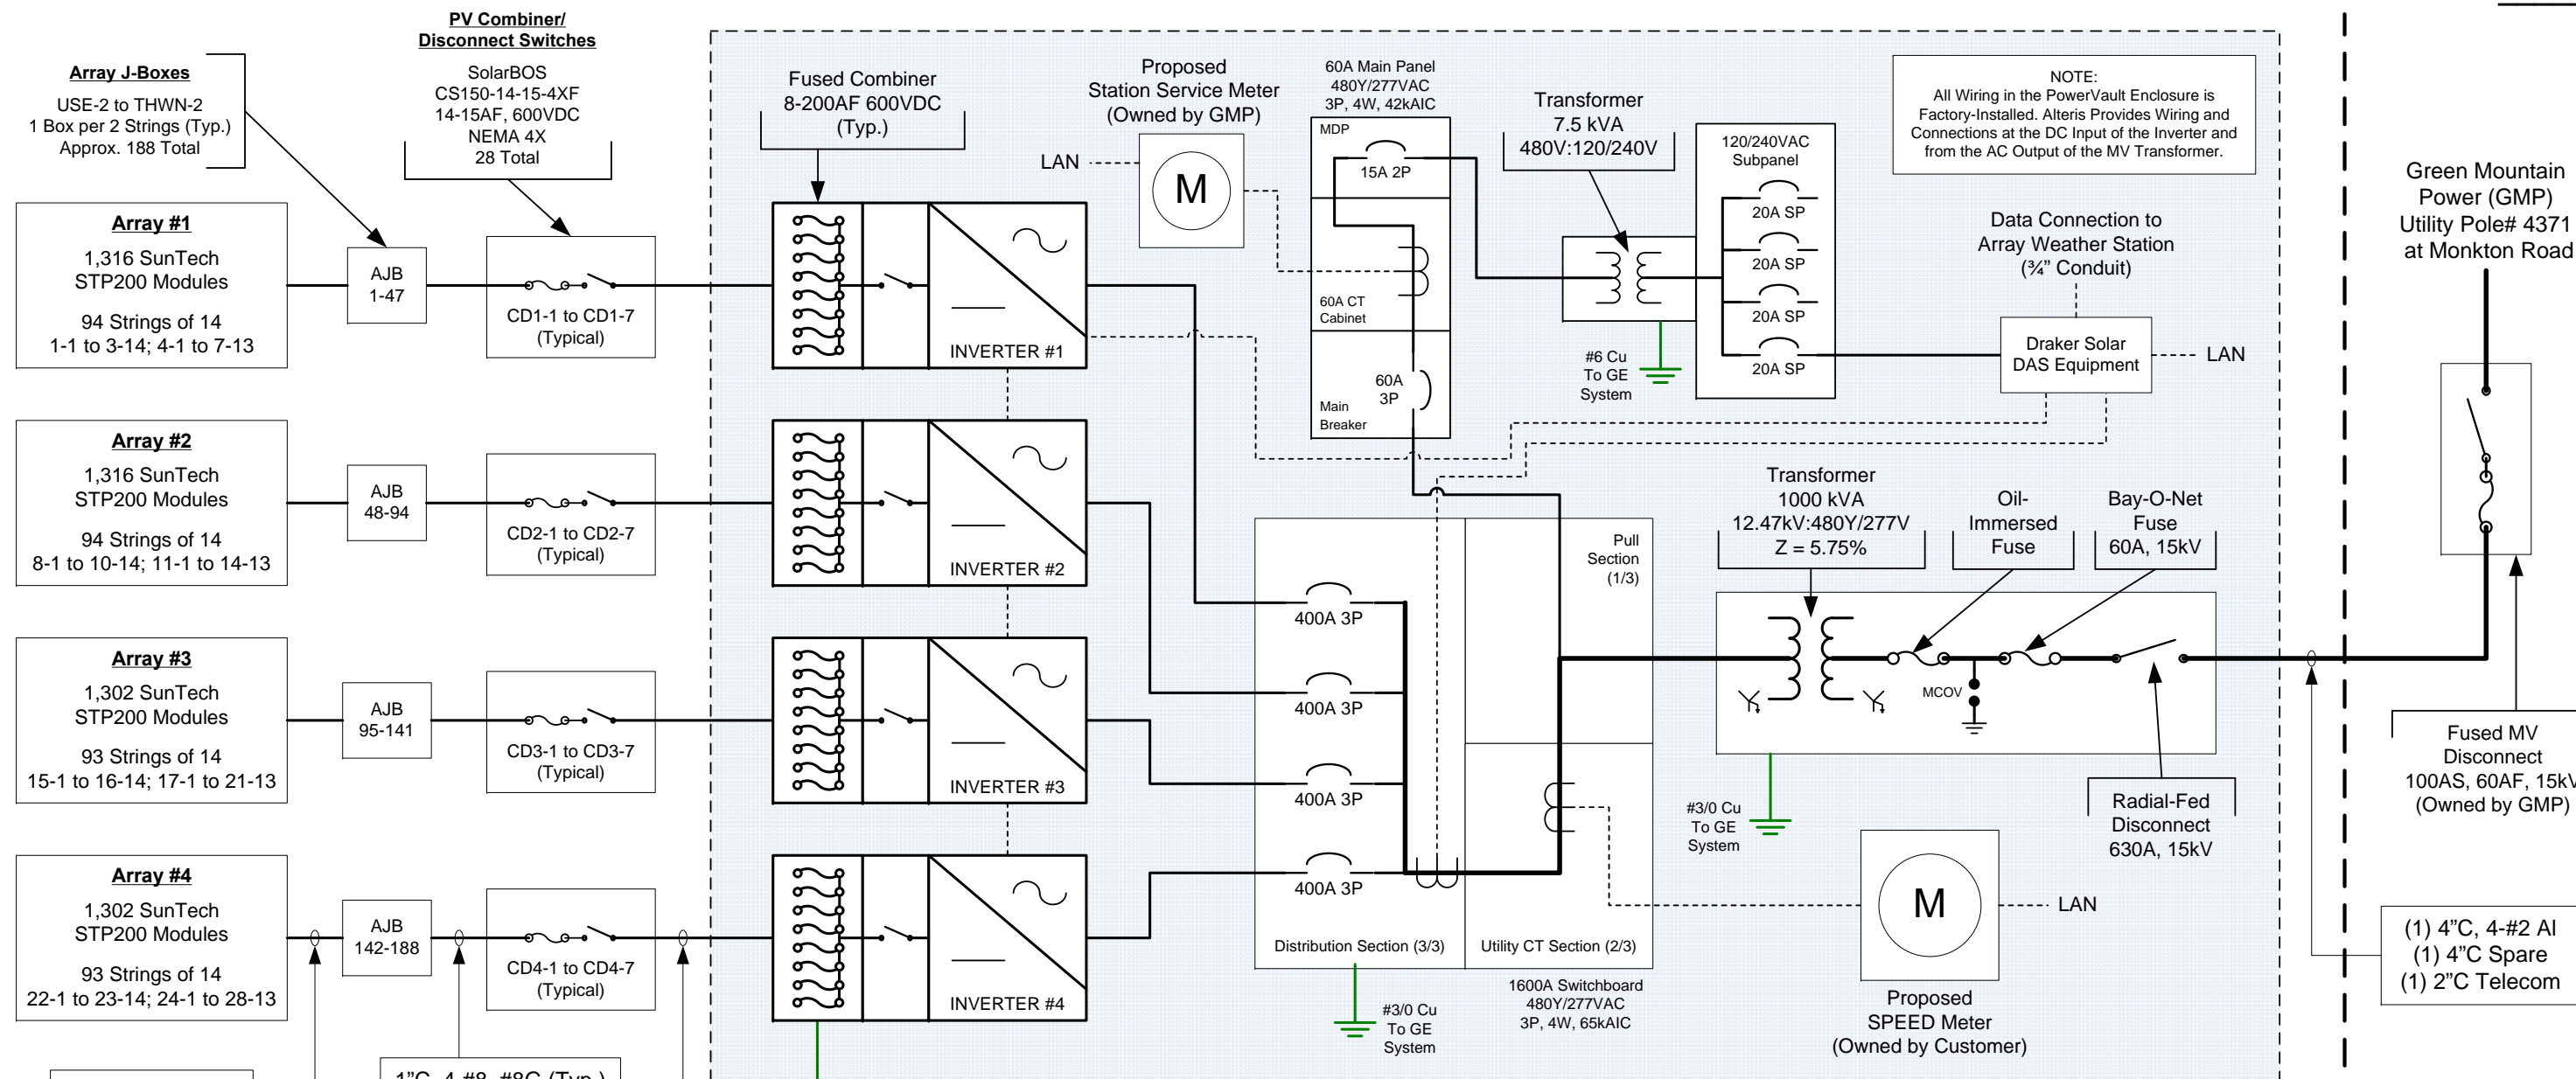 Array J-Boxes
USE-2 to THWN-2
1 Box per 2 Strings (Typ.)
Approx. 188 Total
PV Combiner/
Disconnect Switches
SolarBOS
CS150-14-15-4XF
14-15AF, 600VDC
NEMA 4X
28 Total
Fused Combiner
8-200AF 600VDC
(Typ.)
Proposed
Station Service Meter
(Owned by GMP)
LAN
M
60A Main Panel
480Y/277VAC
3P, 4W, 42kAIC
MDP
15A 2P
60A CT
Cabinet
60A
3P
Main
Breaker
Transformer
7.5 kVA
480V:120/240V
#6 Cu
To GE
System
120/240VAC
Subpanel
20A SP
20A SP
20A SP
20A SP
NOTE:
All Wiring in the PowerVault Enclosure is
Factory-Installed. Alteris Provides Wiring and
Connections at the DC Input of the Inverter and
from the AC Output of the MV Transformer.
Data Connection to
Array Weather Station
(¾” Conduit)
Draker Solar
DAS Equipment
LAN
Green Mountain
Power (GMP)
Utility Pole# 4371
at Monkton Road
Array #1
1,316 SunTech
STP200 Modules
94 Strings of 14
1-1 to 3-14; 4-1 to 7-13
AJB
1-47
CD1-1 to CD1-7
(Typical)
INVERTER #1
Array #2
1,316 SunTech
STP200 Modules
94 Strings of 14
8-1 to 10-14; 11-1 to 14-13
AJB
48-94
CD2-1 to CD2-7
(Typical)
INVERTER #2
Array #3
1,302 SunTech
STP200 Modules
93 Strings of 14
15-1 to 16-14; 17-1 to 21-13
AJB
95-141
CD3-1 to CD3-7
(Typical)
INVERTER #3
Array #4
1,302 SunTech
STP200 Modules
93 Strings of 14
22-1 to 23-14; 24-1 to 28-13
AJB
142-188
CD4-1 to CD4-7
(Typical)
INVERTER #4
400A 3P
400A 3P
400A 3P
400A 3P
Distribution Section (3/3)
Pull
Section
(1/3)
Utility CT Section (2/3)
1600A Switchboard
480Y/277VAC
3P, 4W, 65kAIC
#3/0 Cu
To GE
System
Transformer
1000 kVA
12.47kV:480Y/277V
Z = 5.75%
Oil-
Immersed
Fuse
Bay-O-Net
Fuse
60A, 15kV
MCOV
#3/0 Cu
To GE
System
Radial-Fed
Disconnect
630A, 15kV
M
LAN
Proposed
SPEED Meter
(Owned by Customer)
Fused MV
Disconnect
100AS, 60AF, 15kV
(Owned by GMP)
(1) 4”C, 4-#2 Al
(1) 4”C Spare
(1) 2”C Telecom
1”C, 4-#8, #8G (Typ.)